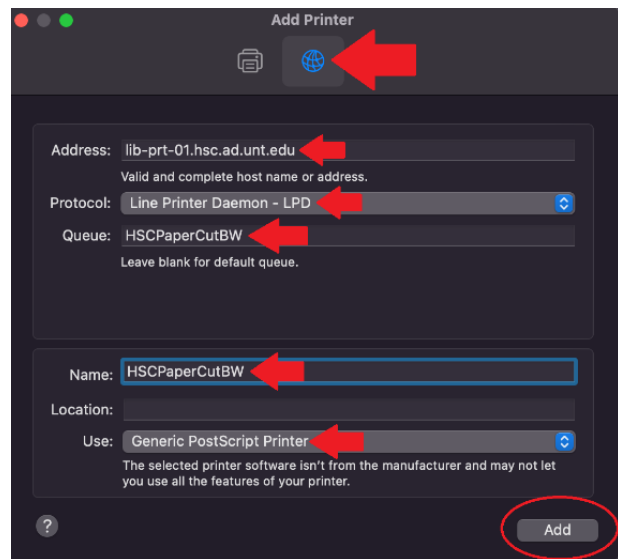 Add Printer
Address: lib-prt-01.hsc.ad.unt.edu
Valid and complete host name or address.
Protocol: Line Printer Daemon - LPD
Queue: HSCPaperCutBW
Leave blank for default queue.
Name: HSCPaperCutBW
Location:
Use: Generic PostScript Printer
The selected printer software isn't from the manufacturer and may not let
you use all the features of your printer.
? Add